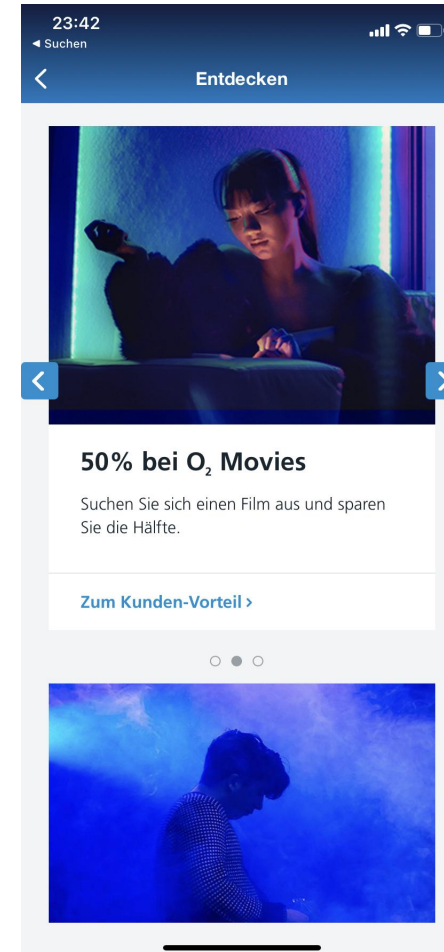 23:42
◀ Suchen
Entdecken
50% bei O₂ Movies
Suchen Sie sich einen Film aus und sparen
Sie die Hälfte.
Zum Kunden-Vorteil ›